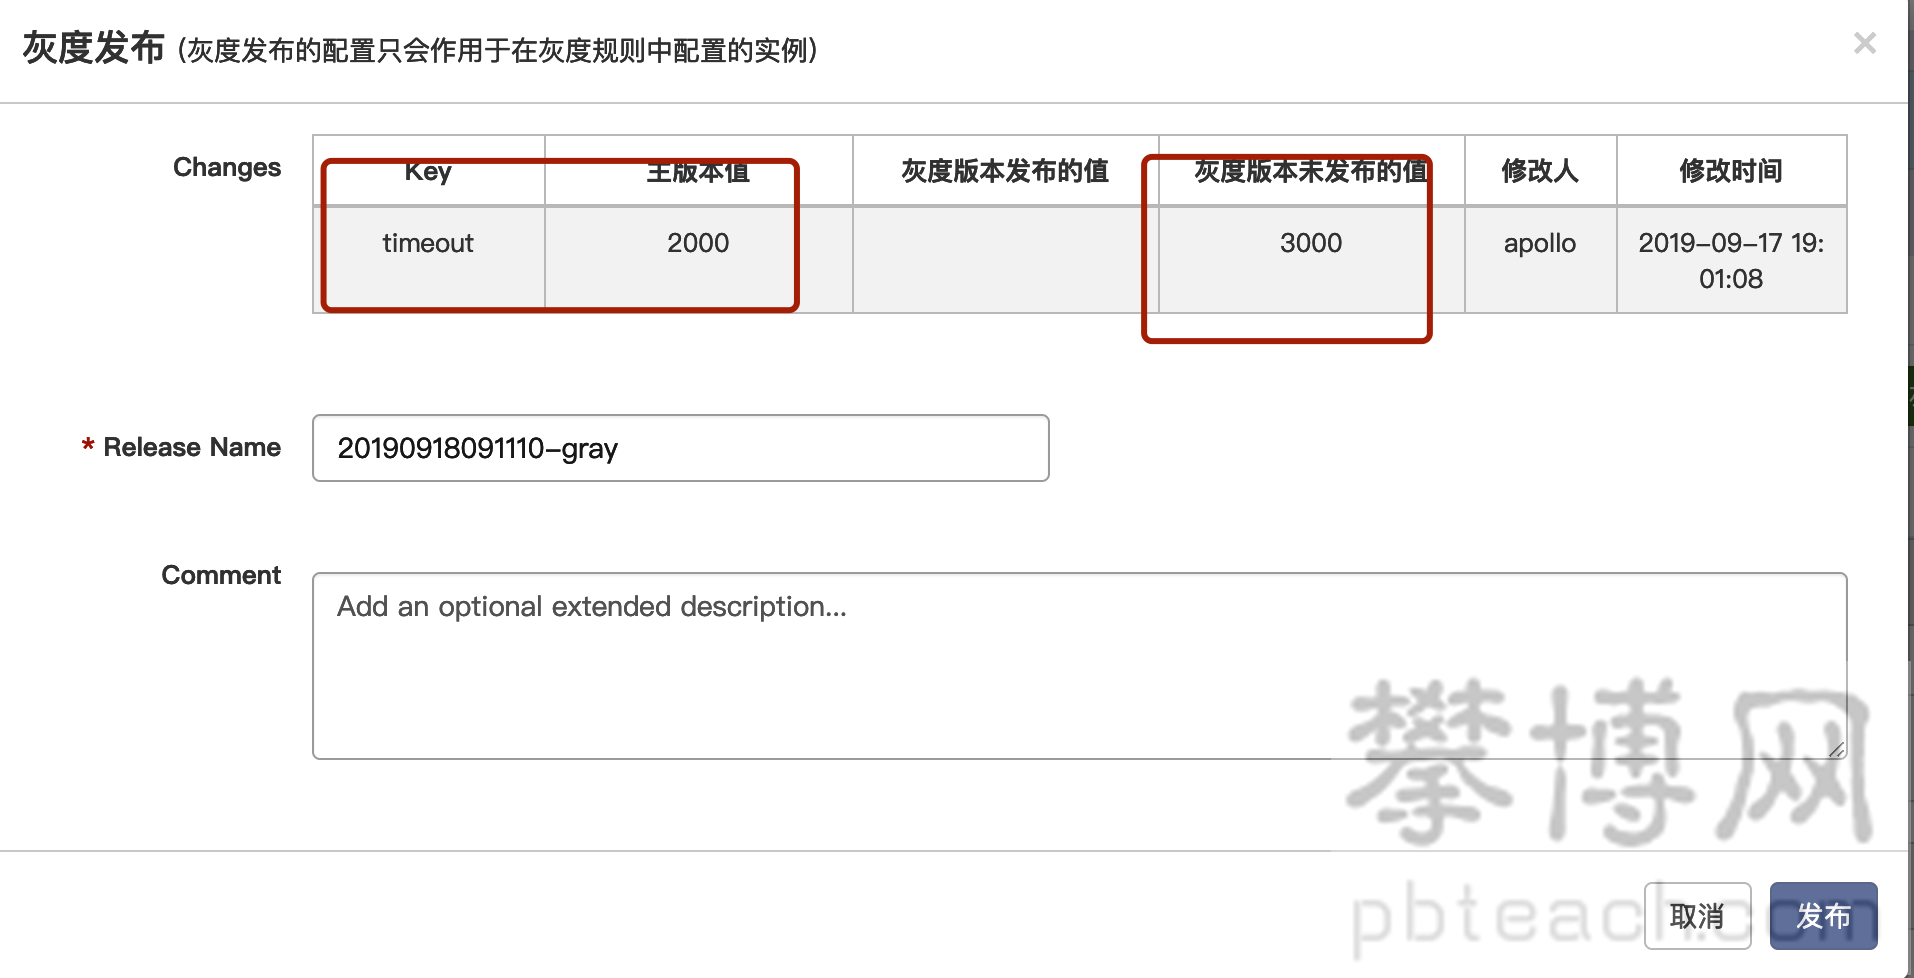 灰度发布 (灰度发布的配置只会作用于在灰度规则中配置的实例)
×
Changes
Key 主版本值 灰度版本发布的值 灰度版本未发布的值 修改人 修改时间
timeout 2000 3000 apollo 2019-09-17 19:
01:08
* Release Name 20190918091110-gray
Comment
Add an optional extended description...
攀博网
取消 发布
pbteach.com